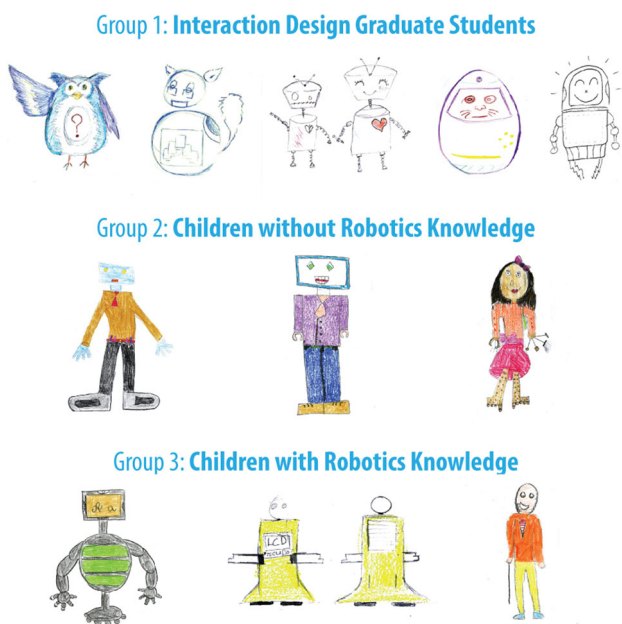 Group 1: Interaction Design Graduate Students
?
Group 2: Children without Robotics Knowledge
Group 3: Children with Robotics Knowledge
LCD